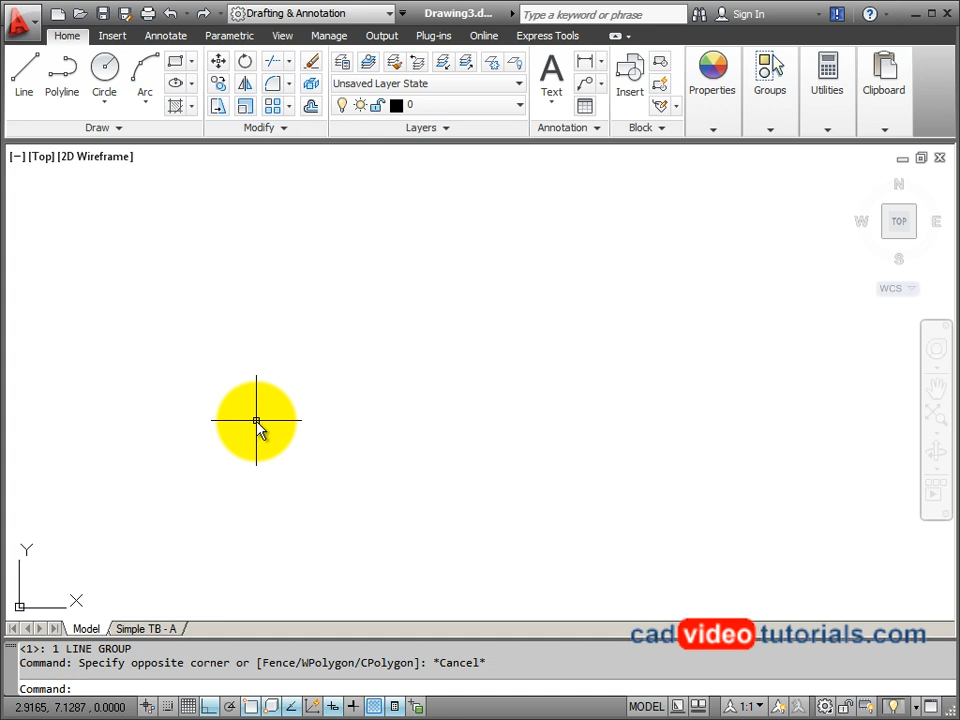 Drafting & Annotation
Drawing3.d...
Type a keyword or phrase
Sign In
Home Insert Annotate Parametric View Manage Output Plug-ins Online Express Tools
Line Polyline Circle Arc
Unsaved Layer State
0
Text Insert Properties Groups Utilities Clipboard
Draw Modify Layers Annotation Block
[−][Top][2D Wireframe]
N
W TOP E
S
WCS
Y
X
Model Simple TB - A
cad video tutorials.com
<1>: 1 LINE GROUP
Command: Specify opposite corner or [Fence/WPolygon/CPolygon]: *Cancel*
Command:
2.9165, 7.1287 , 0.0000 MODEL 1:1